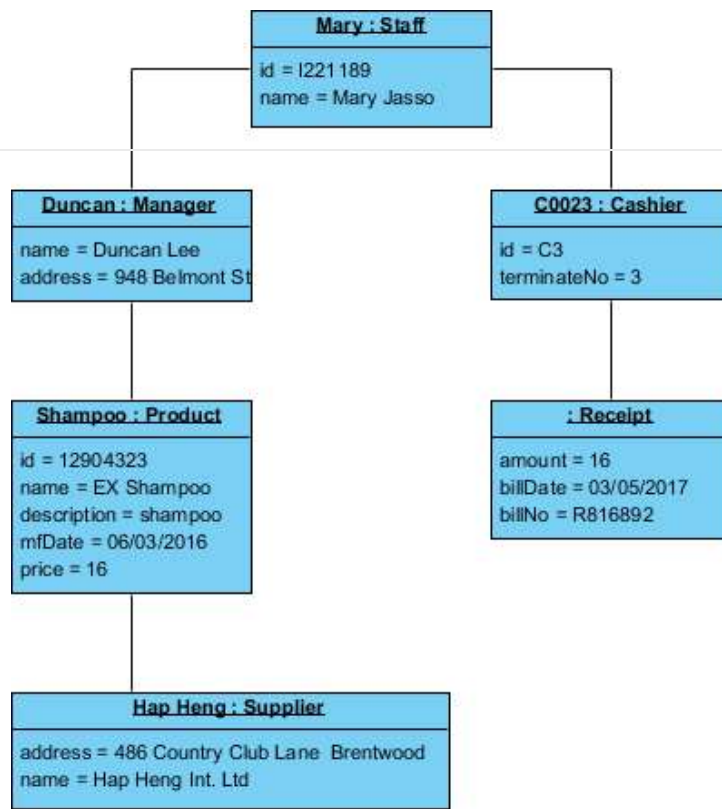 Mary : Staff
id = I221189
name = Mary Jasso
Duncan : Manager
name = Duncan Lee
address = 948 Belmont St
C0023 : Cashier
id = C3
terminateNo = 3
Shampoo : Product
id = 12904323
name = EX Shampoo
description = shampoo
mfDate = 06/03/2016
price = 16
: Receipt
amount = 16
billDate = 03/05/2017
billNo = R816892
Hap Heng : Supplier
address = 486 Country Club Lane Brentwood
name = Hap Heng Int. Ltd